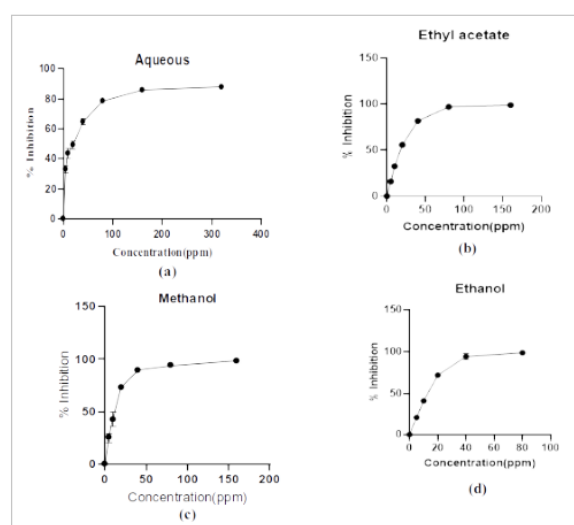 Aqueous
100
80
60
40
20
0
% Inhibition
0 100 200 300 400
Concentration(ppm)
(a)
Ethyl acetate
150
100
50
0
% Inhibition
0 50 100 150 200
Concentration(ppm)
(b)
Methanol
150
100
50
0
% Inhibition
0 50 100 150 200
Concentration(ppm)
(c)
Ethanol
150
100
50
0
% Inhibition
0 20 40 60 80 100
Concentration(ppm)
(d)